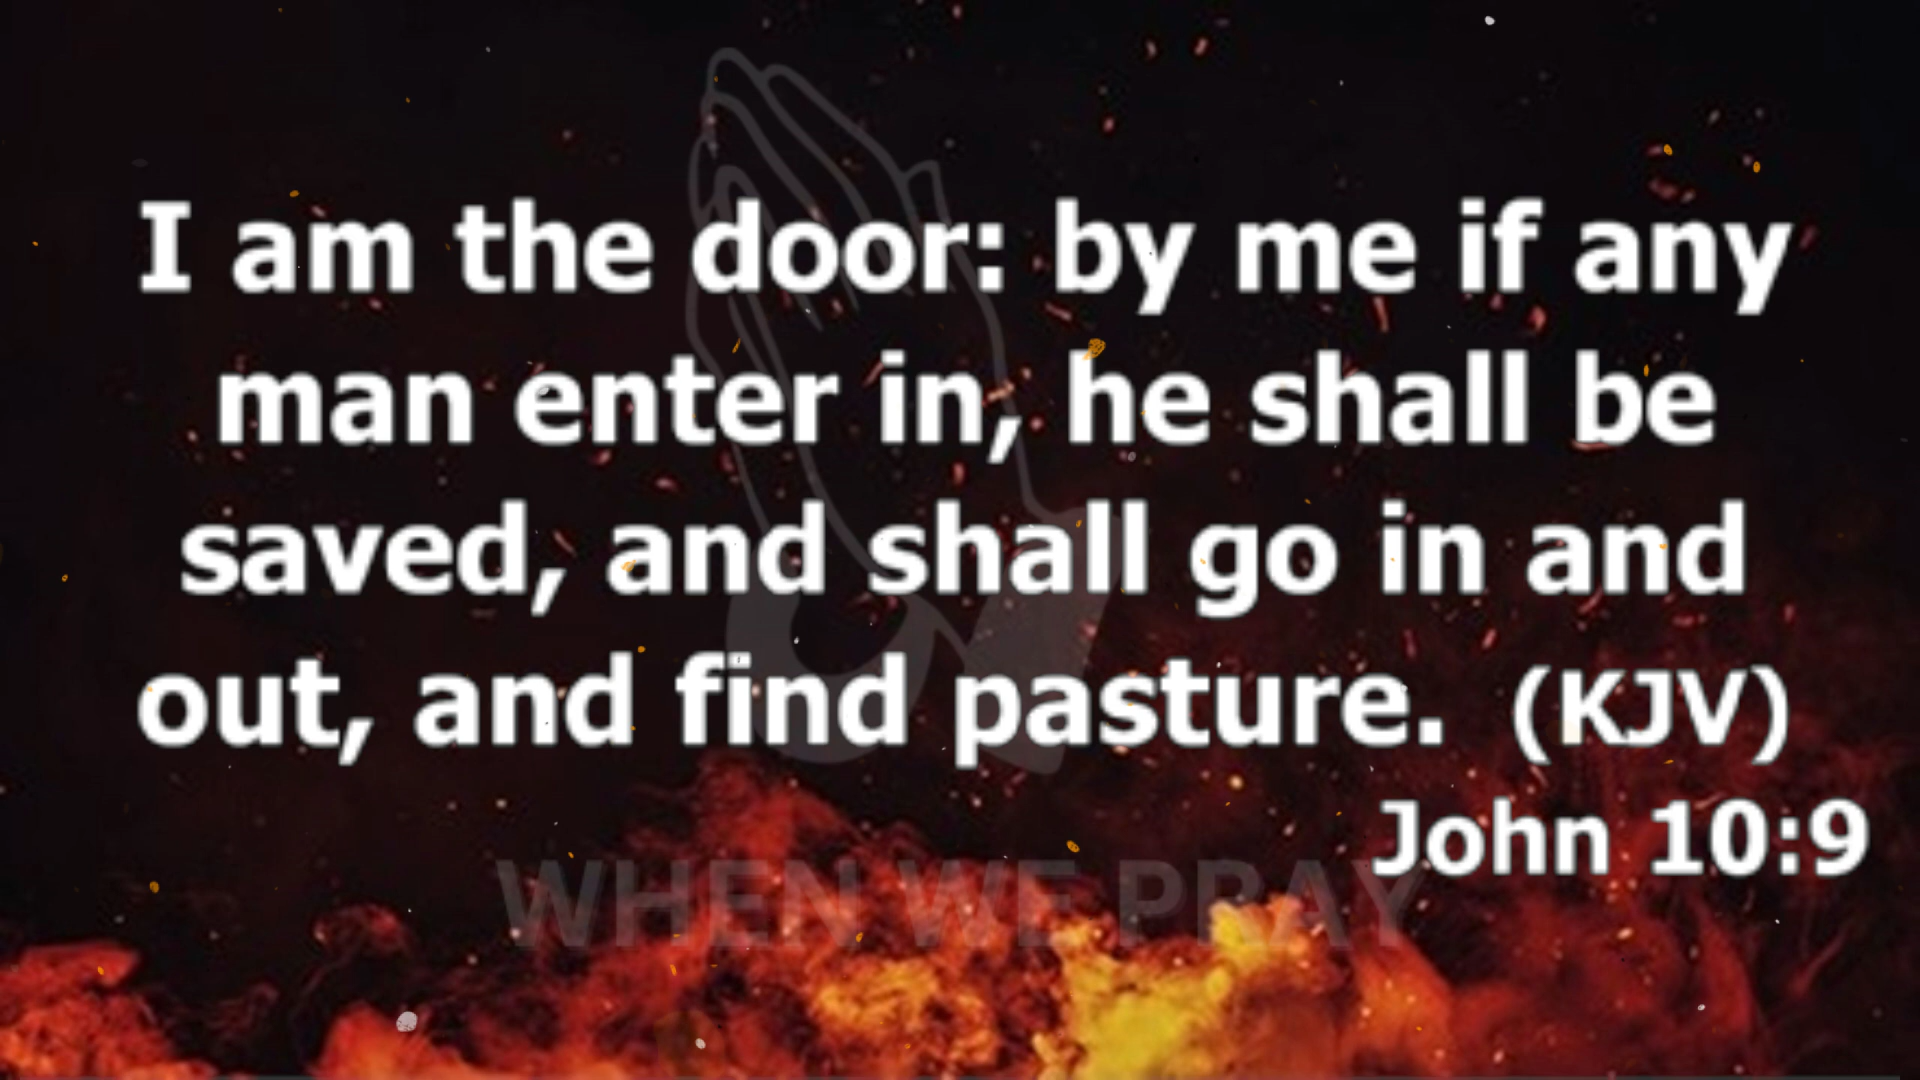 I am the door: by me if any
man enter in, he shall be
saved, and shall go in and
out, and find pasture. (KJV)
John 10:9
WHEN WE PRAY